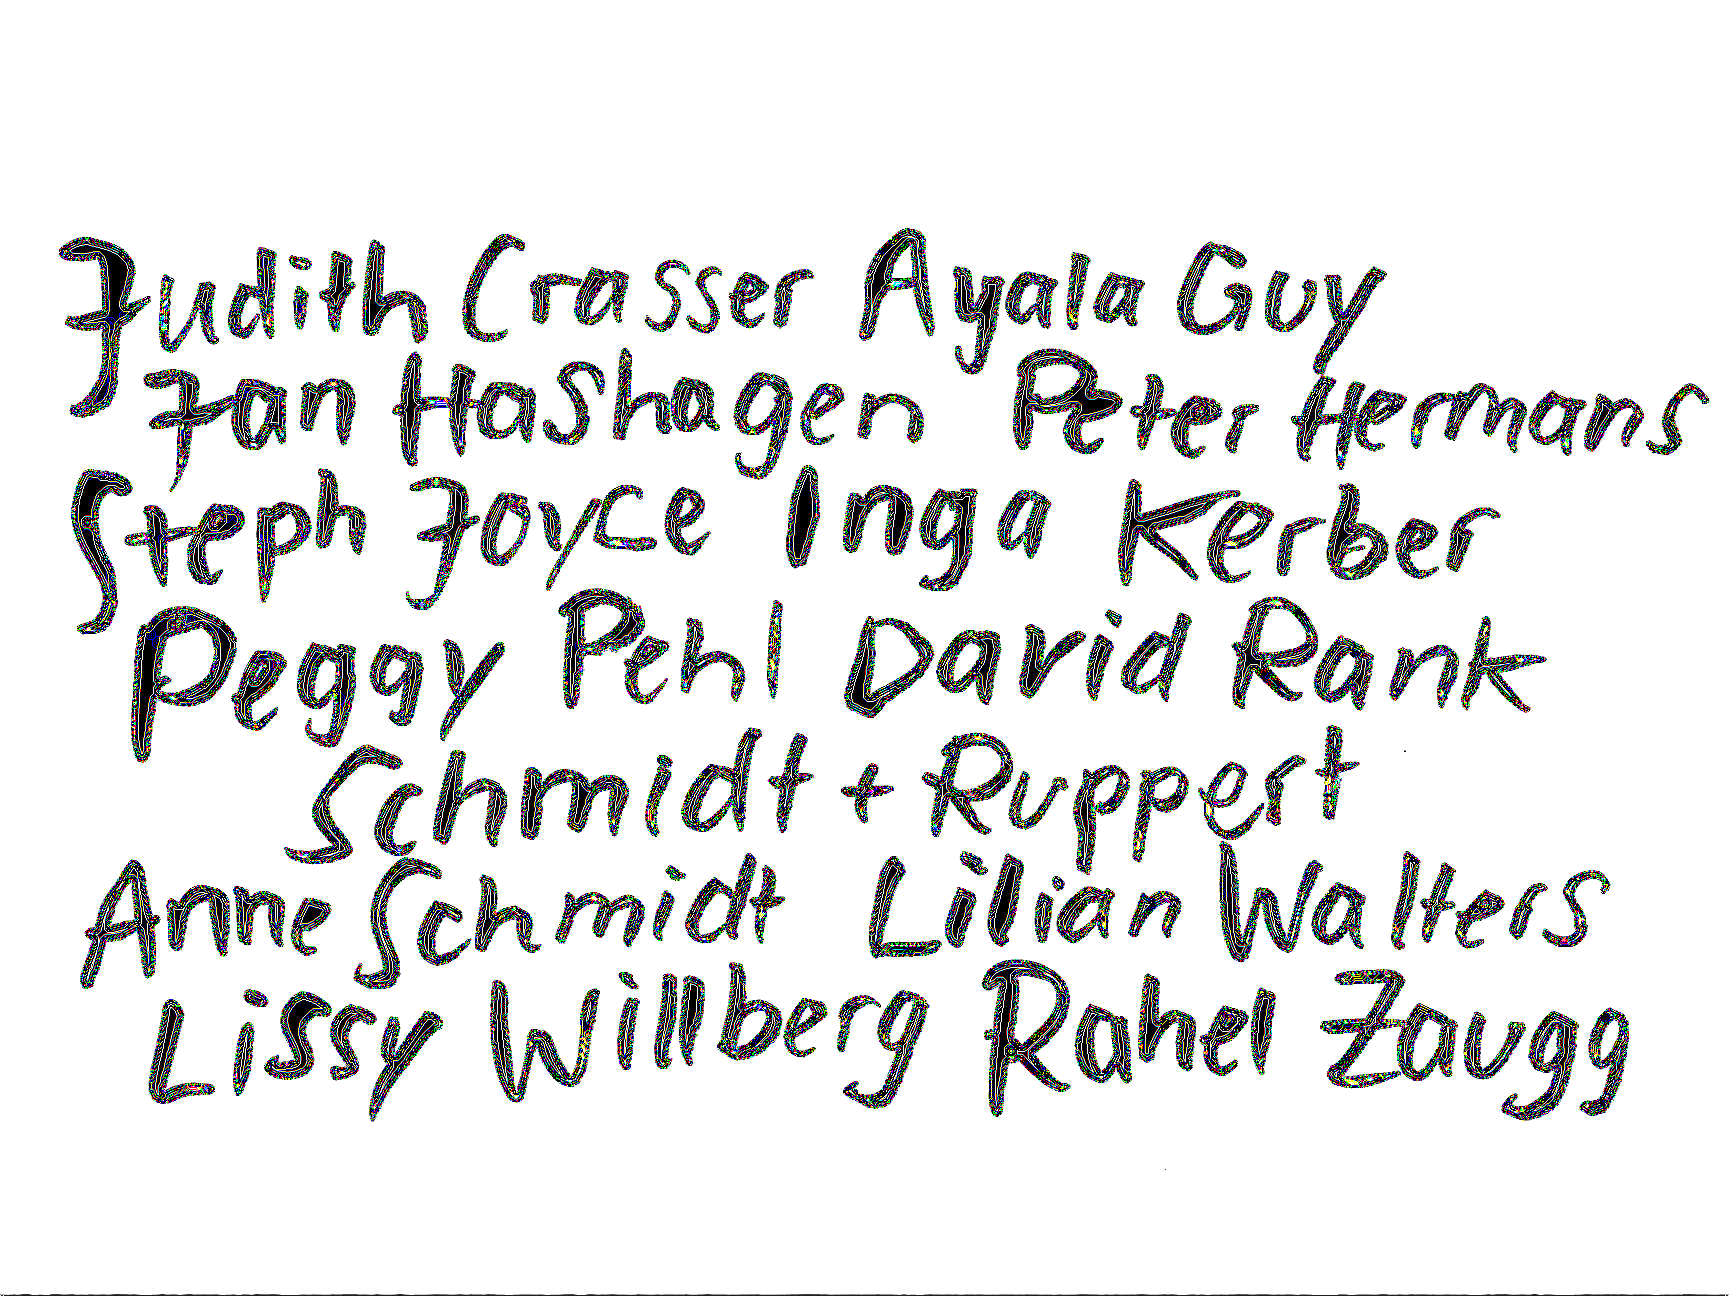 Judith Crasser Ayala Guy
Jan Hashagen Peter Hermans
Steph Joyce Inga Kerber
Peggy Pehl David Rank
Schmidt + Ruppert
Anne Schmidt Lilian Walters
Lissy Willberg Rahel Zaugg